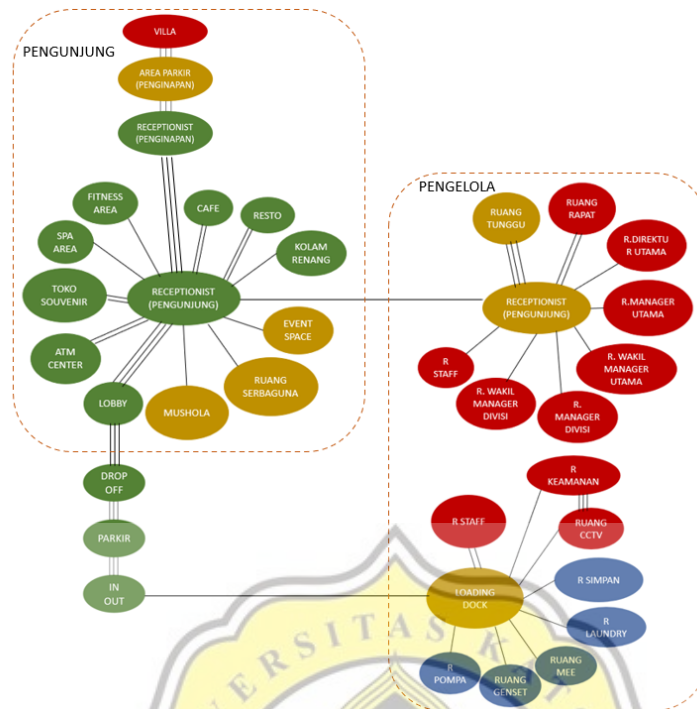 VILLA
PENGUNJUNG
AREA PARKIR
(PENGINAPAN)
RECEPTIONIST
(PENGINAPAN)
FITNESS
AREA
CAFE
RESTO
SPA
AREA
KOLAM
RENANG
TOKO
SOUVENIR
RECEPTIONIST
(PENGUNJUNG)
EVENT
SPACE
ATM
CENTER
RUANG
SERBAGUNA
LOBBY
MUSHOLA
DROP
OFF
PARKIR
IN
OUT
PENGELOLA
RUANG
TUNGGU
RUANG
RAPAT
R.DIREKTU
R UTAMA
RECEPTIONIST
(PENGUNJUNG)
R.MANAGER
UTAMA
R. WAKIL
MANAGER
UTAMA
R
STAFF
R. WAKIL
MANAGER
DIVISI
R.
MANAGER
DIVISI
R
KEAMANAN
R STAFF
RUANG
CCTV
LOADING
DOCK
R SIMPAN
R
LAUNDRY
RUANG
MEE
R
POMPA
RUANG
GENSET
VERSITAS KAT